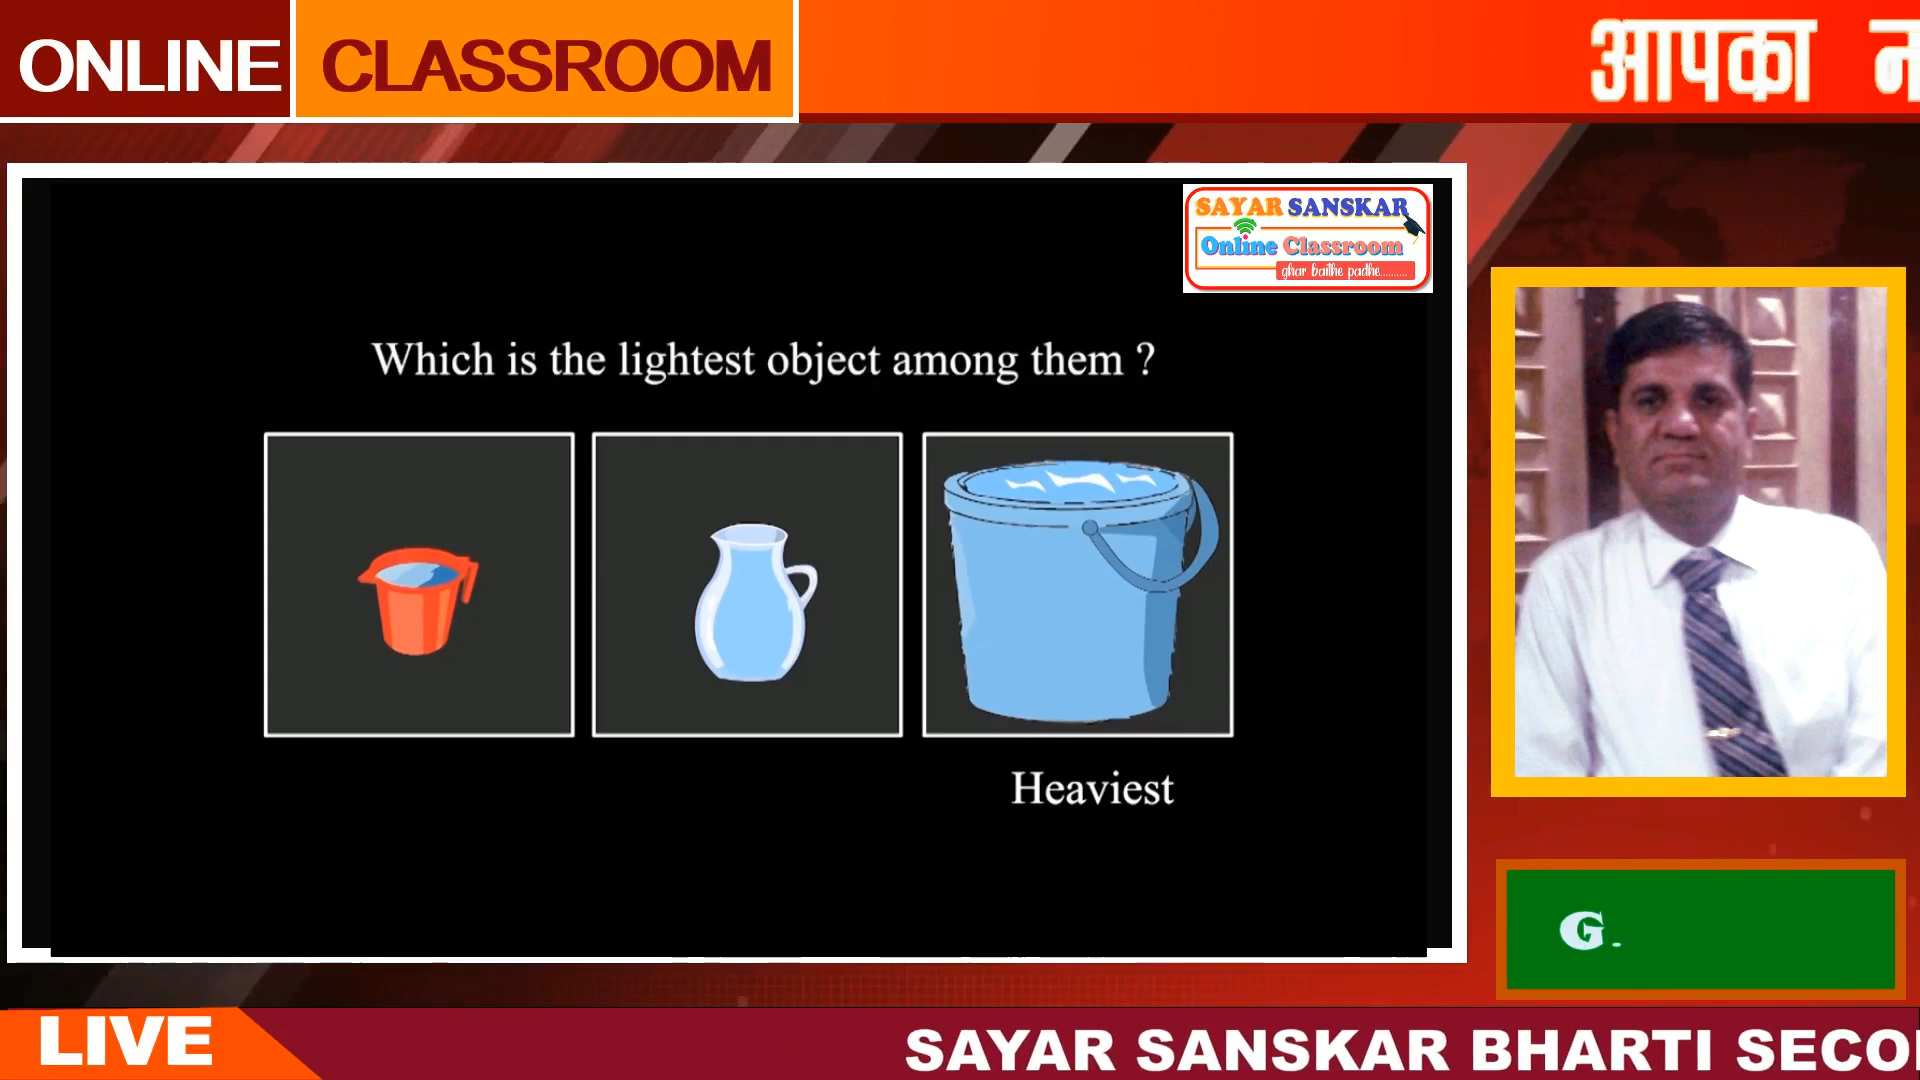 ONLINE CLASSROOM
आपका
SAYAR SANSKAR
Online Classroom
ghar baithe padhe..........
Which is the lightest object among them ?
Heaviest
G.
LIVE
SAYAR SANSKAR BHARTI SECO